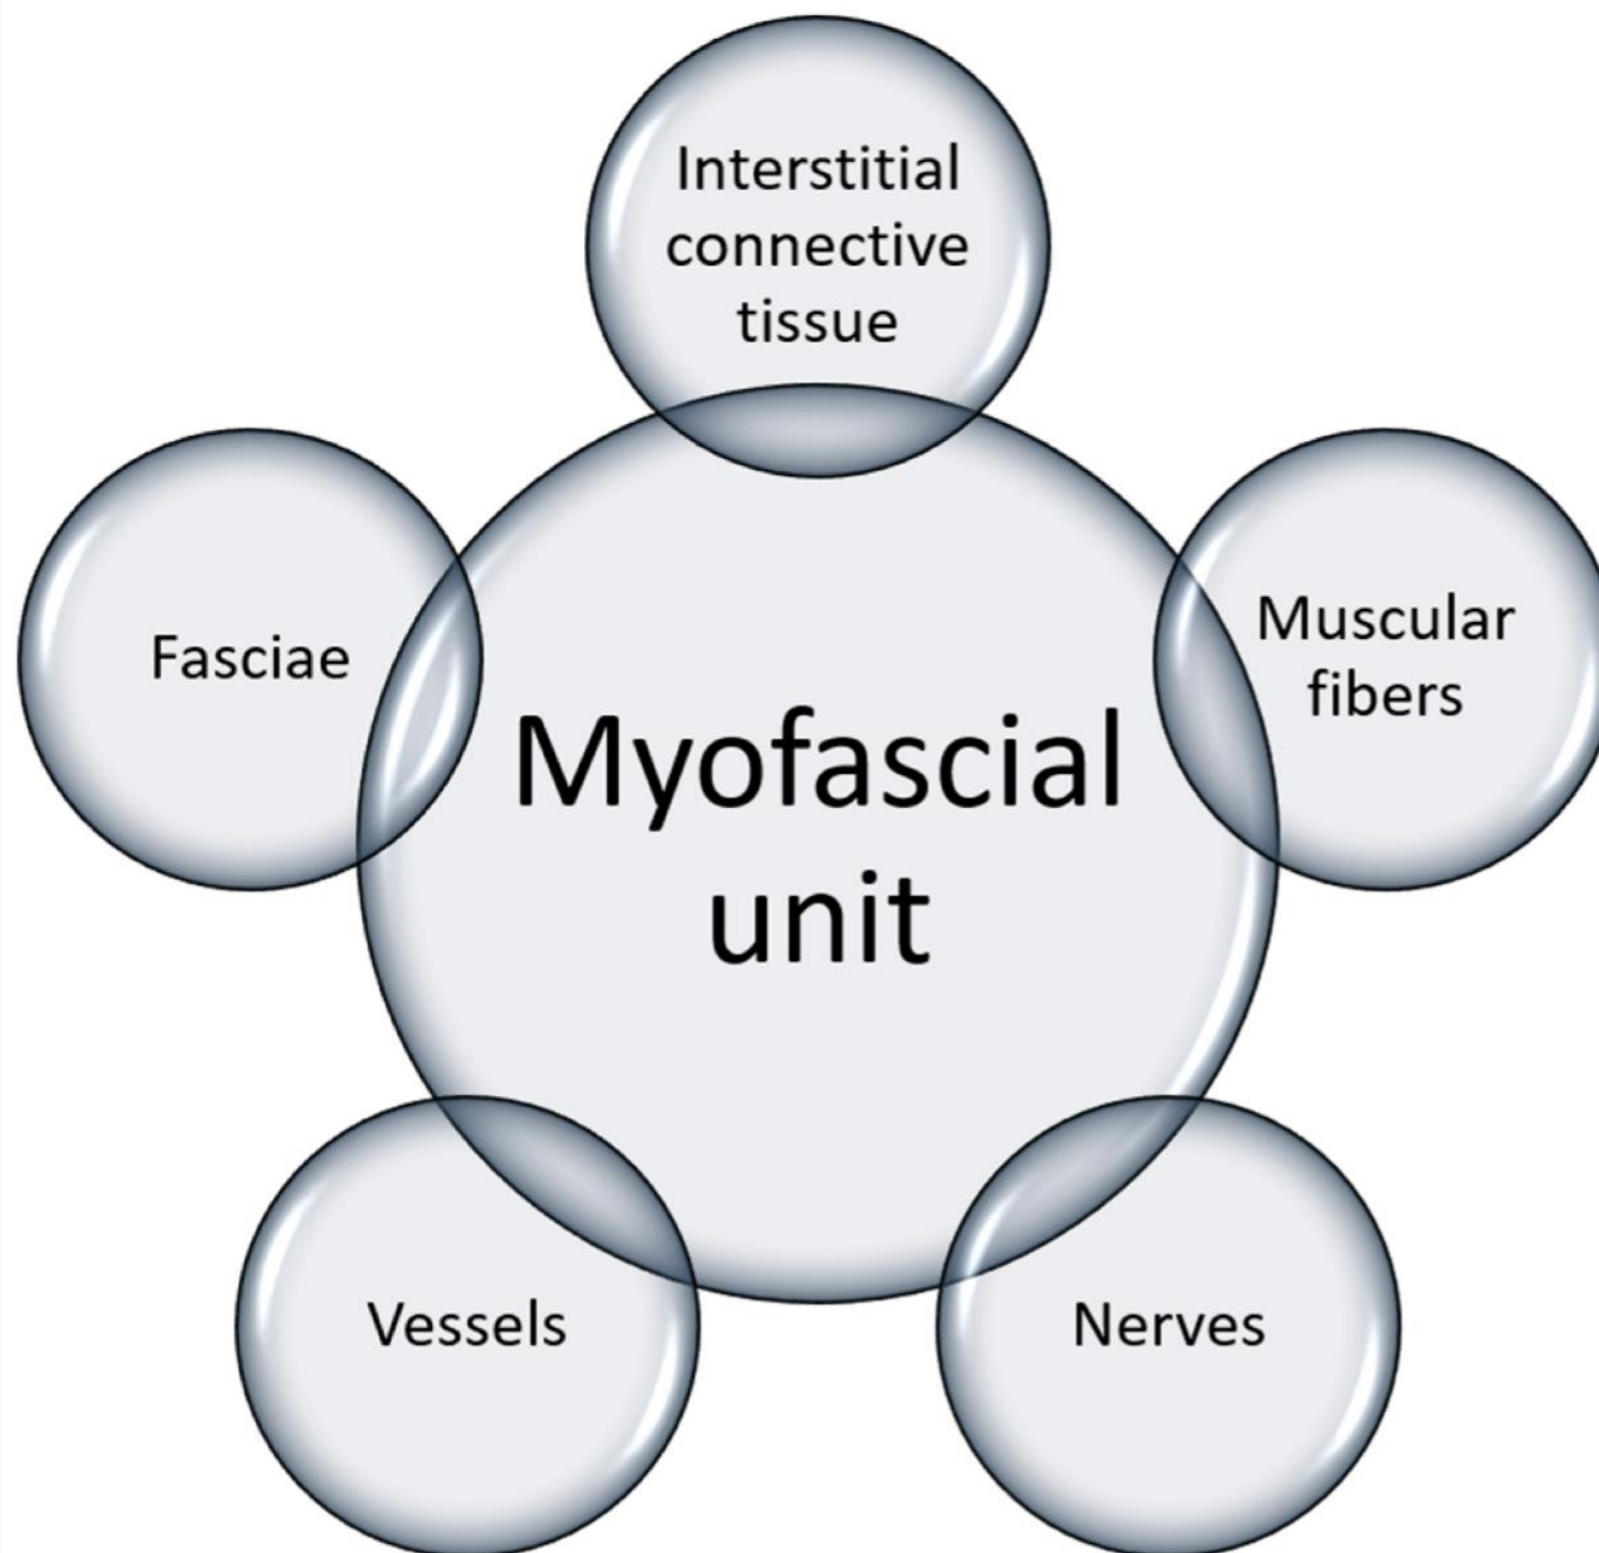 Interstitial
connective
tissue
Fasciae
Muscular
fibers
Myofascial
unit
Vessels
Nerves